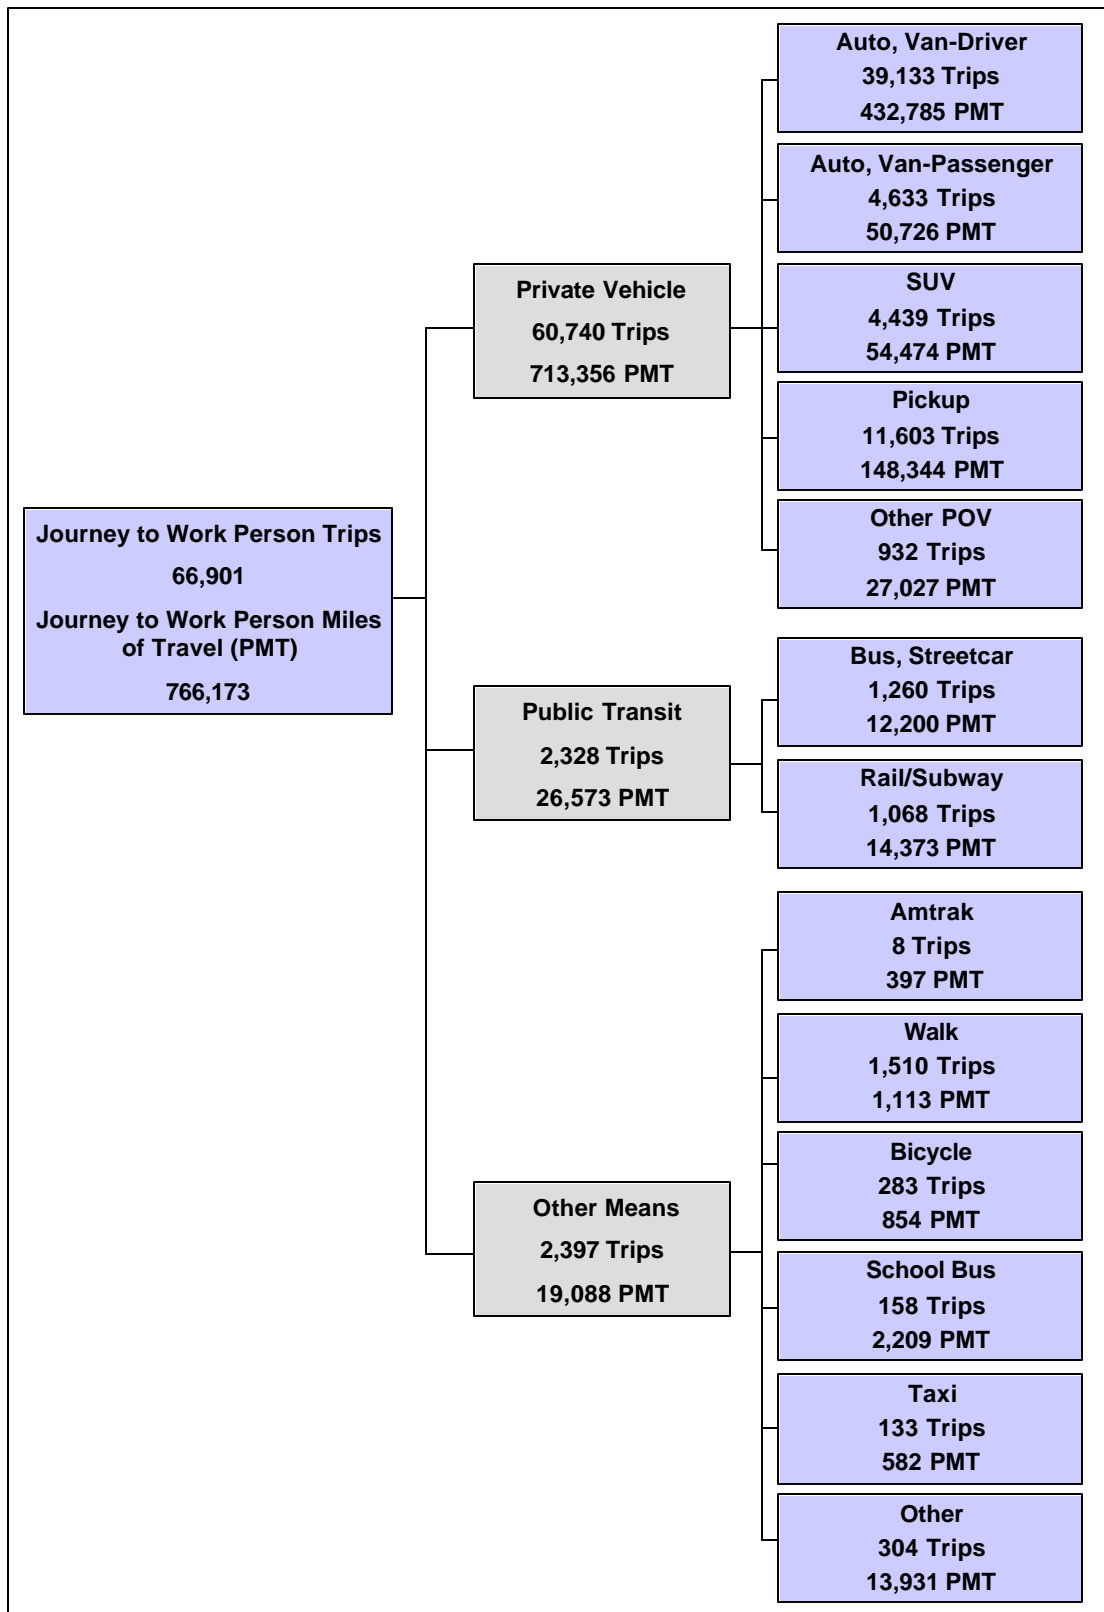 Journey to Work Person Trips
66,901
Journey to Work Person Miles
of Travel (PMT)
766,173
Private Vehicle
60,740 Trips
713,356 PMT
Auto, Van-Driver
39,133 Trips
432,785 PMT
Auto, Van-Passenger
4,633 Trips
50,726 PMT
SUV
4,439 Trips
54,474 PMT
Pickup
11,603 Trips
148,344 PMT
Other POV
932 Trips
27,027 PMT
Public Transit
2,328 Trips
26,573 PMT
Bus, Streetcar
1,260 Trips
12,200 PMT
Rail/Subway
1,068 Trips
14,373 PMT
Other Means
2,397 Trips
19,088 PMT
Amtrak
8 Trips
397 PMT
Walk
1,510 Trips
1,113 PMT
Bicycle
283 Trips
854 PMT
School Bus
158 Trips
2,209 PMT
Taxi
133 Trips
582 PMT
Other
304 Trips
13,931 PMT